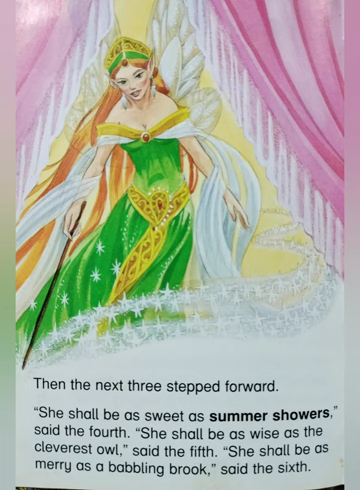 Then the next three stepped forward.
“She shall be as sweet as summer showers,”
said the fourth. “She shall be as wise as the
cleverest owl,” said the fifth. “She shall be as
merry as a babbling brook,” said the sixth.